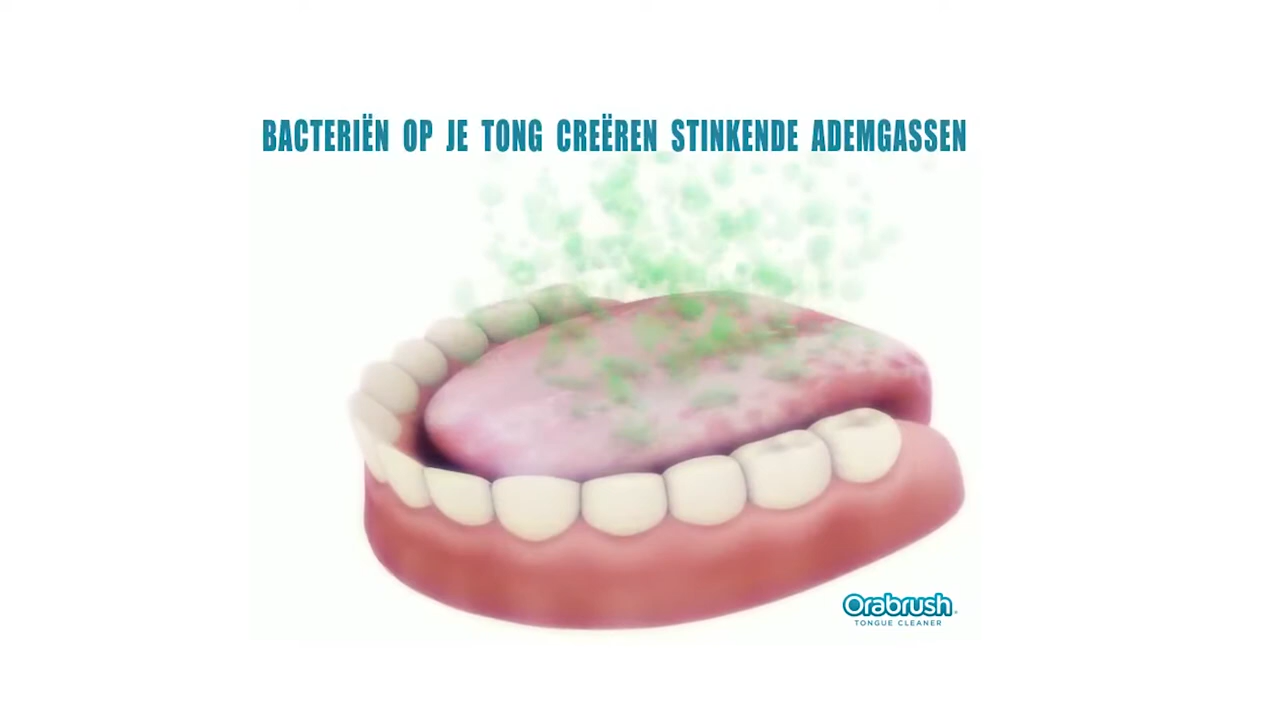 BACTERIËN OP JE TONG CREËREN STINKENDE ADEMGASSEN
Orabrush
TONGUE CLEANER